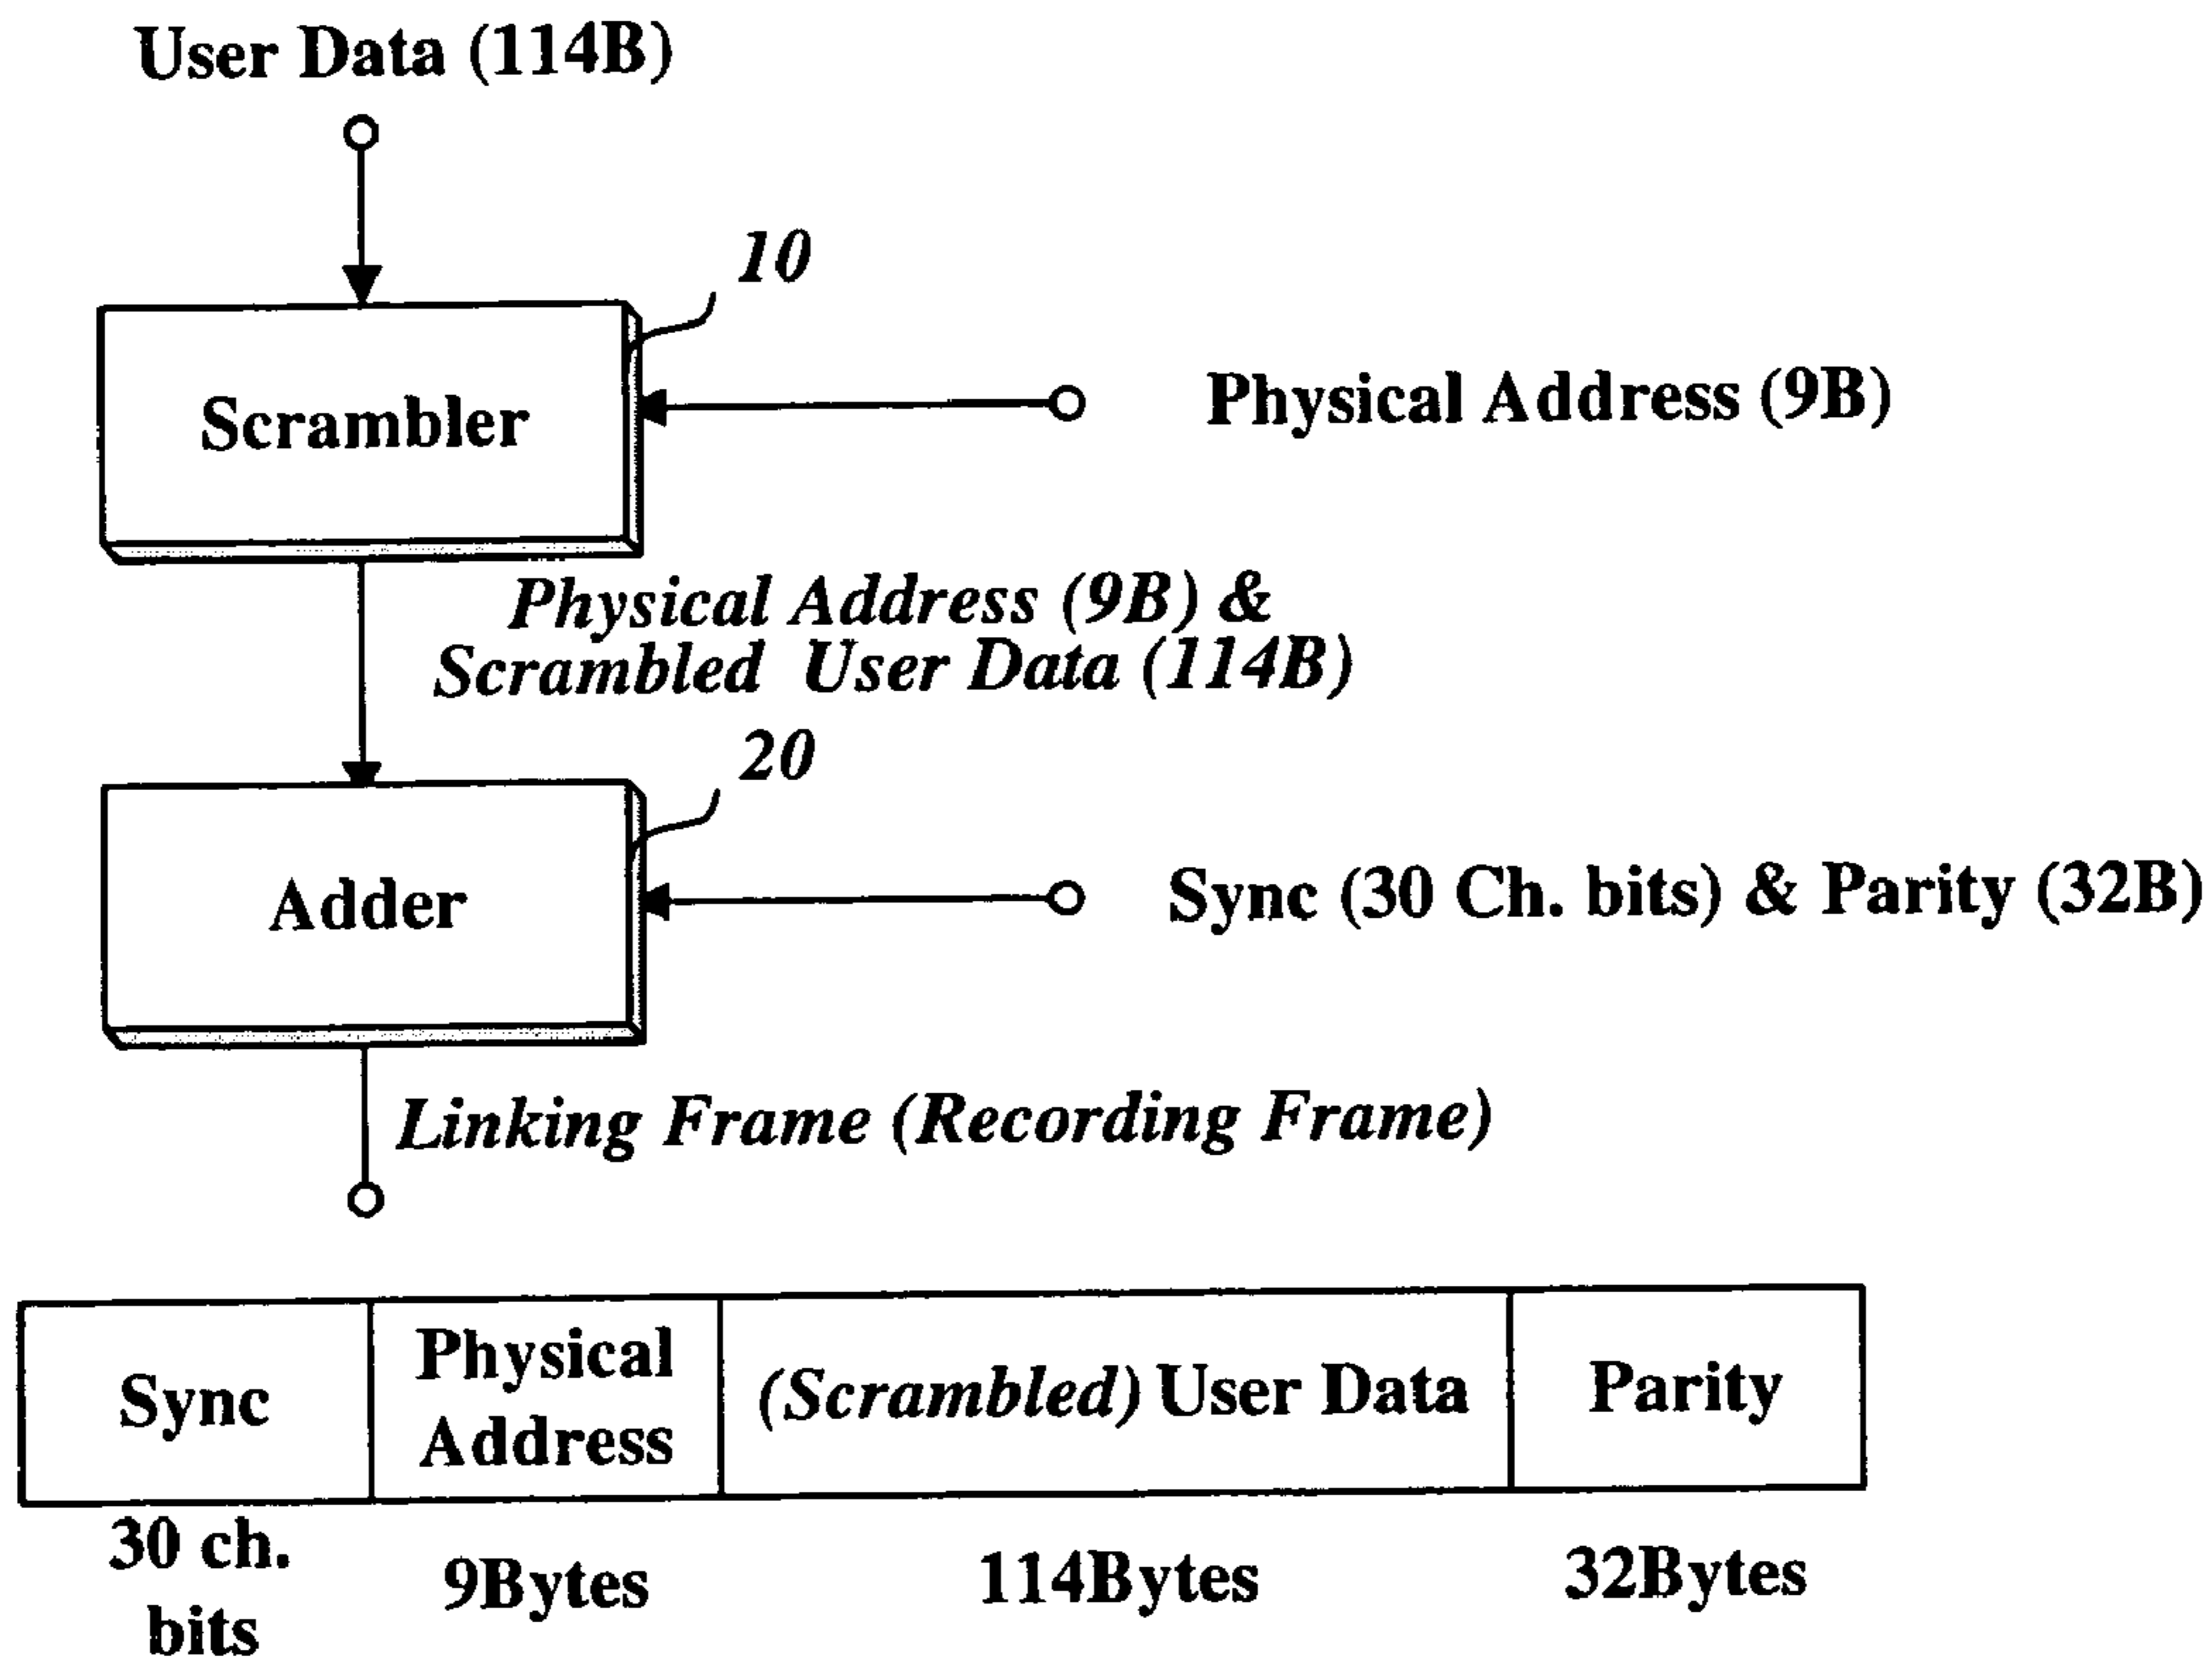 User Data (114B)
10
Scrambler
Physical Address (9B)
Physical Address (9B) &
Scrambled User Data (114B)
20
Adder
Sync (30 Ch. bits) & Parity (32B)
Linking Frame (Recording Frame)
Sync
Physical
Address
(Scrambled) User Data
Parity
30 ch.
bits
9Bytes
114Bytes
32Bytes